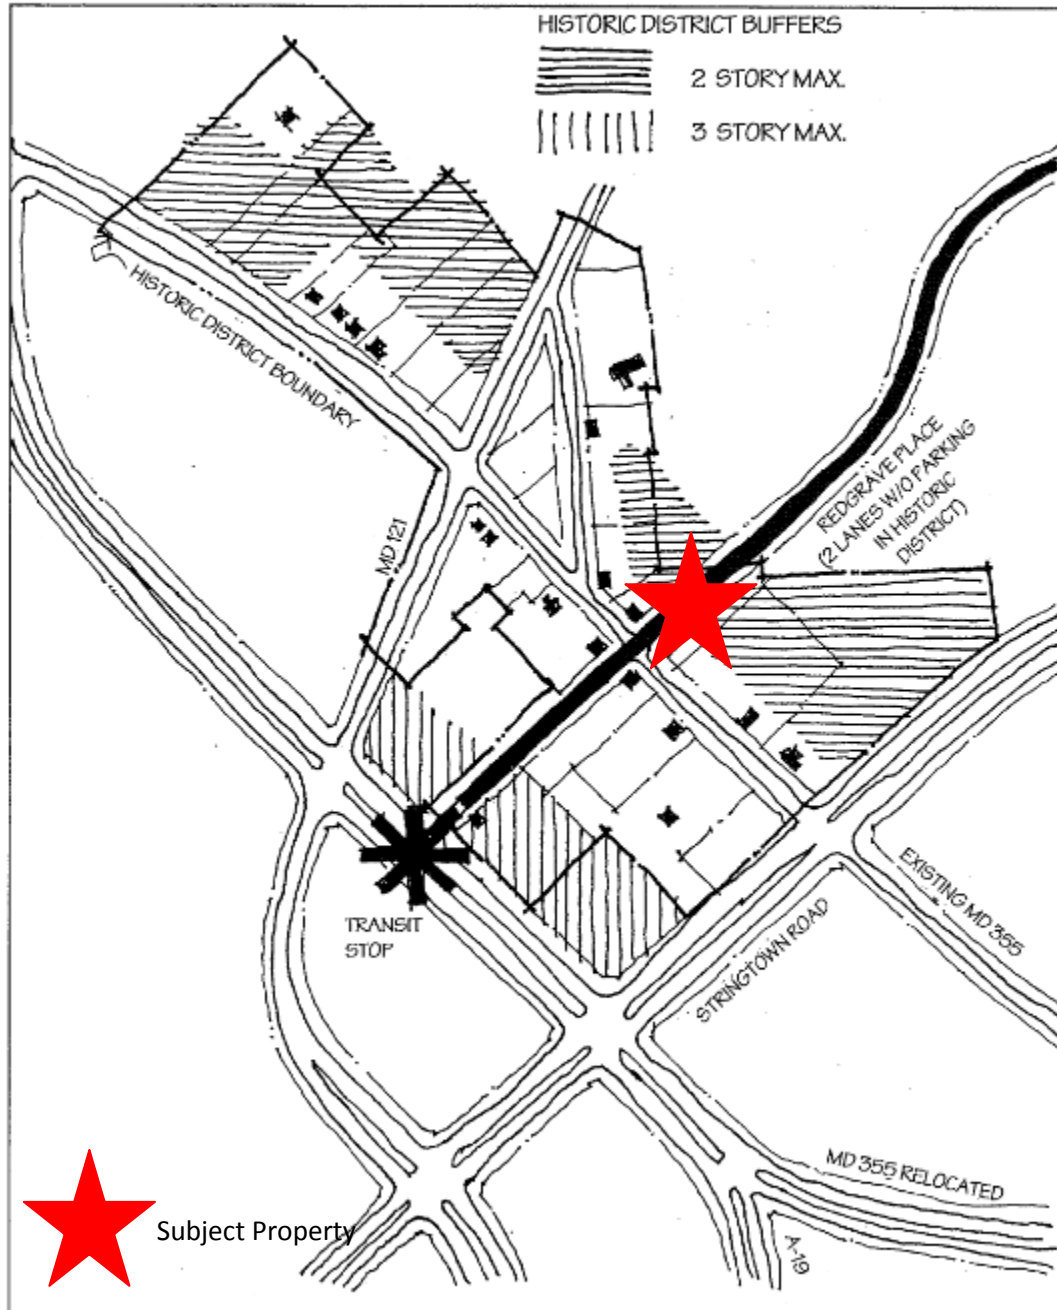 HISTORIC DISTRICT BUFFERS
2 STORY MAX.
3 STORY MAX.
HISTORIC DISTRICT BOUNDARY
MD 121
REDGRAVE PLACE
(2 LANES W/O PARKING
IN HISTORIC
DISTRICT)
TRANSIT
STOP
STRINGTOWN ROAD
EXISTING MD 355
MD 355 RELOCATED
A-19
Subject Property